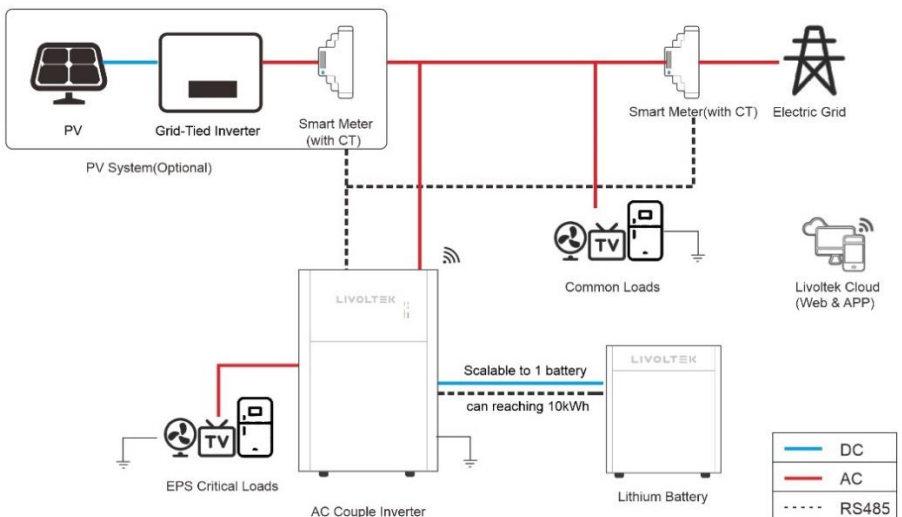 PV
Grid-Tied Inverter
Smart Meter
(with CT)
PV System(Optional)
Smart Meter(with CT)
Electric Grid
TV
Common Loads
Livoltek Cloud
(Web & APP)
LIVOLTEK
Scalable to 1 battery
can reaching 10kWh
LIVOLTEK
TV
EPS Critical Loads
AC Couple Inverter
Lithium Battery
DC
AC
RS485